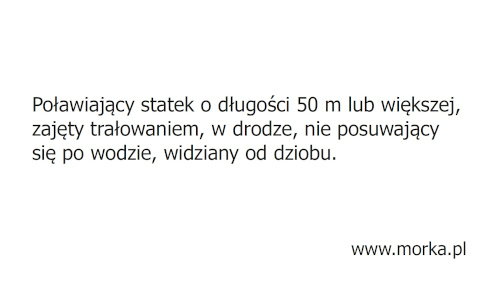 Poławiający statek o długości 50 m lub większej,
zajęty trałowaniem, w drodze, nie posuwający
się po wodzie, widziany od dziobu.
www.morka.pl